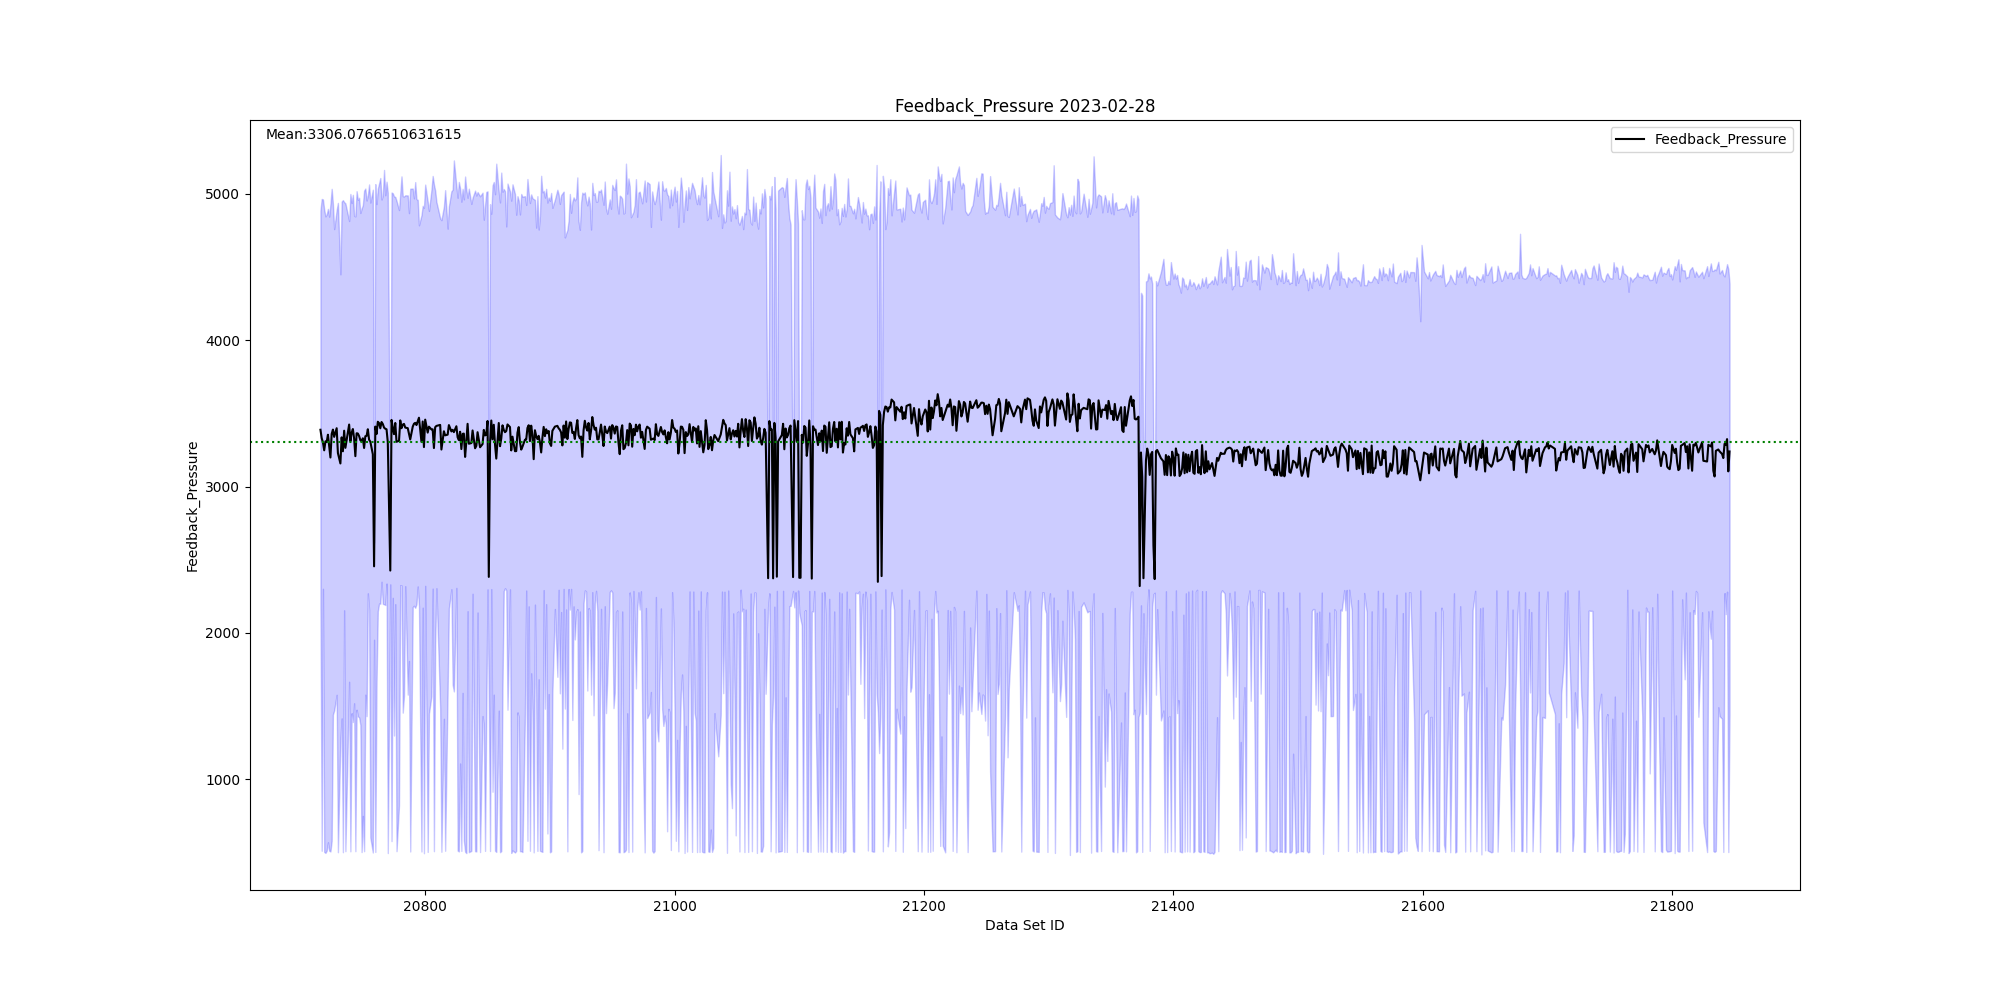 Feedback_Pressure 2023-02-28
Mean:3306.0766510631615
Feedback_Pressure
Feedback_Pressure
5000
4000
3000
2000
1000
20800
21000
21200
21400
21600
21800
Data Set ID